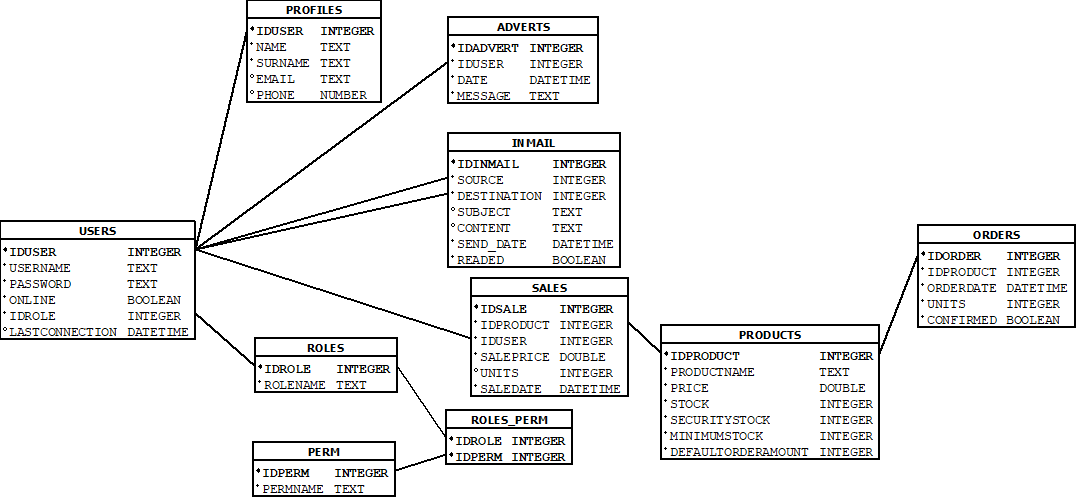 PROFILES
IDUSER INTEGER
NAME TEXT
SURNAME TEXT
EMAIL TEXT
PHONE NUMBER
ADVERTS
IDADVERT INTEGER
IDUSER INTEGER
DATE DATETIME
MESSAGE TEXT
INMAIL
IDINMAIL INTEGER
SOURCE INTEGER
DESTINATION INTEGER
SUBJECT TEXT
CONTENT TEXT
SEND_DATE DATETIME
READED BOOLEAN
USERS
IDUSER INTEGER
USERNAME TEXT
PASSWORD TEXT
ONLINE BOOLEAN
IDROLE INTEGER
LASTCONNECTION DATETIME
SALES
IDSALE INTEGER
IDPRODUCT INTEGER
IDUSER INTEGER
SALEPRICE DOUBLE
UNITS INTEGER
SALEDATE DATETIME
ORDERS
IDORDER INTEGER
IDPRODUCT INTEGER
ORDERDATE DATETIME
UNITS INTEGER
CONFIRMED BOOLEAN
PRODUCTS
IDPRODUCT INTEGER
PRODUCTNAME TEXT
PRICE DOUBLE
STOCK INTEGER
SECURITYSTOCK INTEGER
MINIMUMSTOCK INTEGER
DEFAULTORDERAMOUNT INTEGER
ROLES
IDROLE INTEGER
ROLENAME TEXT
ROLES_PERM
IDROLE INTEGER
IDPERM INTEGER
PERM
IDPERM INTEGER
PERMNAME TEXT